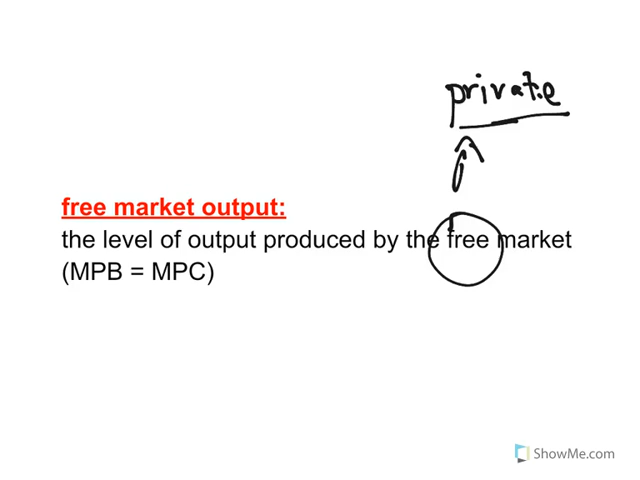 private
free market output:
the level of output produced by the free market
(MPB = MPC)
ShowMe.com